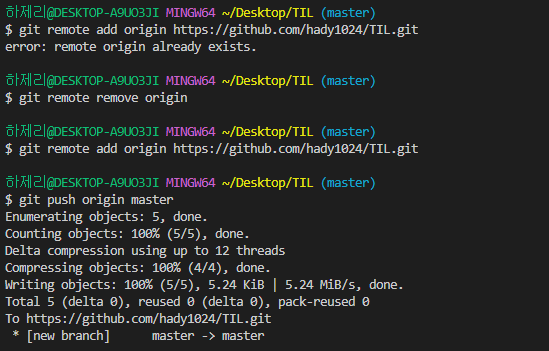 하제리@DESKTOP-A9UO3JI MINGW64 ~/Desktop/TIL (master)
$ git remote add origin https://github.com/hady1024/TIL.git
error: remote origin already exists.
하제리@DESKTOP-A9UO3JI MINGW64 ~/Desktop/TIL (master)
$ git remote remove origin
하제리@DESKTOP-A9UO3JI MINGW64 ~/Desktop/TIL (master)
$ git remote add origin https://github.com/hady1024/TIL.git
하제리@DESKTOP-A9UO3JI MINGW64 ~/Desktop/TIL (master)
$ git push origin master
Enumerating objects: 5, done.
Counting objects: 100% (5/5), done.
Delta compression using up to 12 threads
Compressing objects: 100% (4/4), done.
Writing objects: 100% (5/5), 5.24 KiB | 5.24 MiB/s, done.
Total 5 (delta 0), reused 0 (delta 0), pack-reused 0
To https://github.com/hady1024/TIL.git
 * [new branch]      master -> master